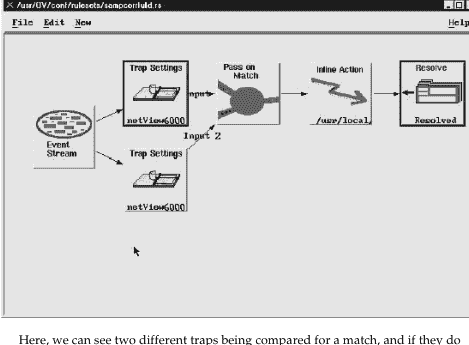 /usr/OV/conf/rulesets/sampcorrluld.rs
File Edit New Help
Trap Settings
netView6000
Pass on
Match
Inline Action
/usr/local/
Resolve
Resolved
Event
Stream
Input 2
Trap Settings
netView6000
Here, we can see two different traps being compared for a match, and if they do